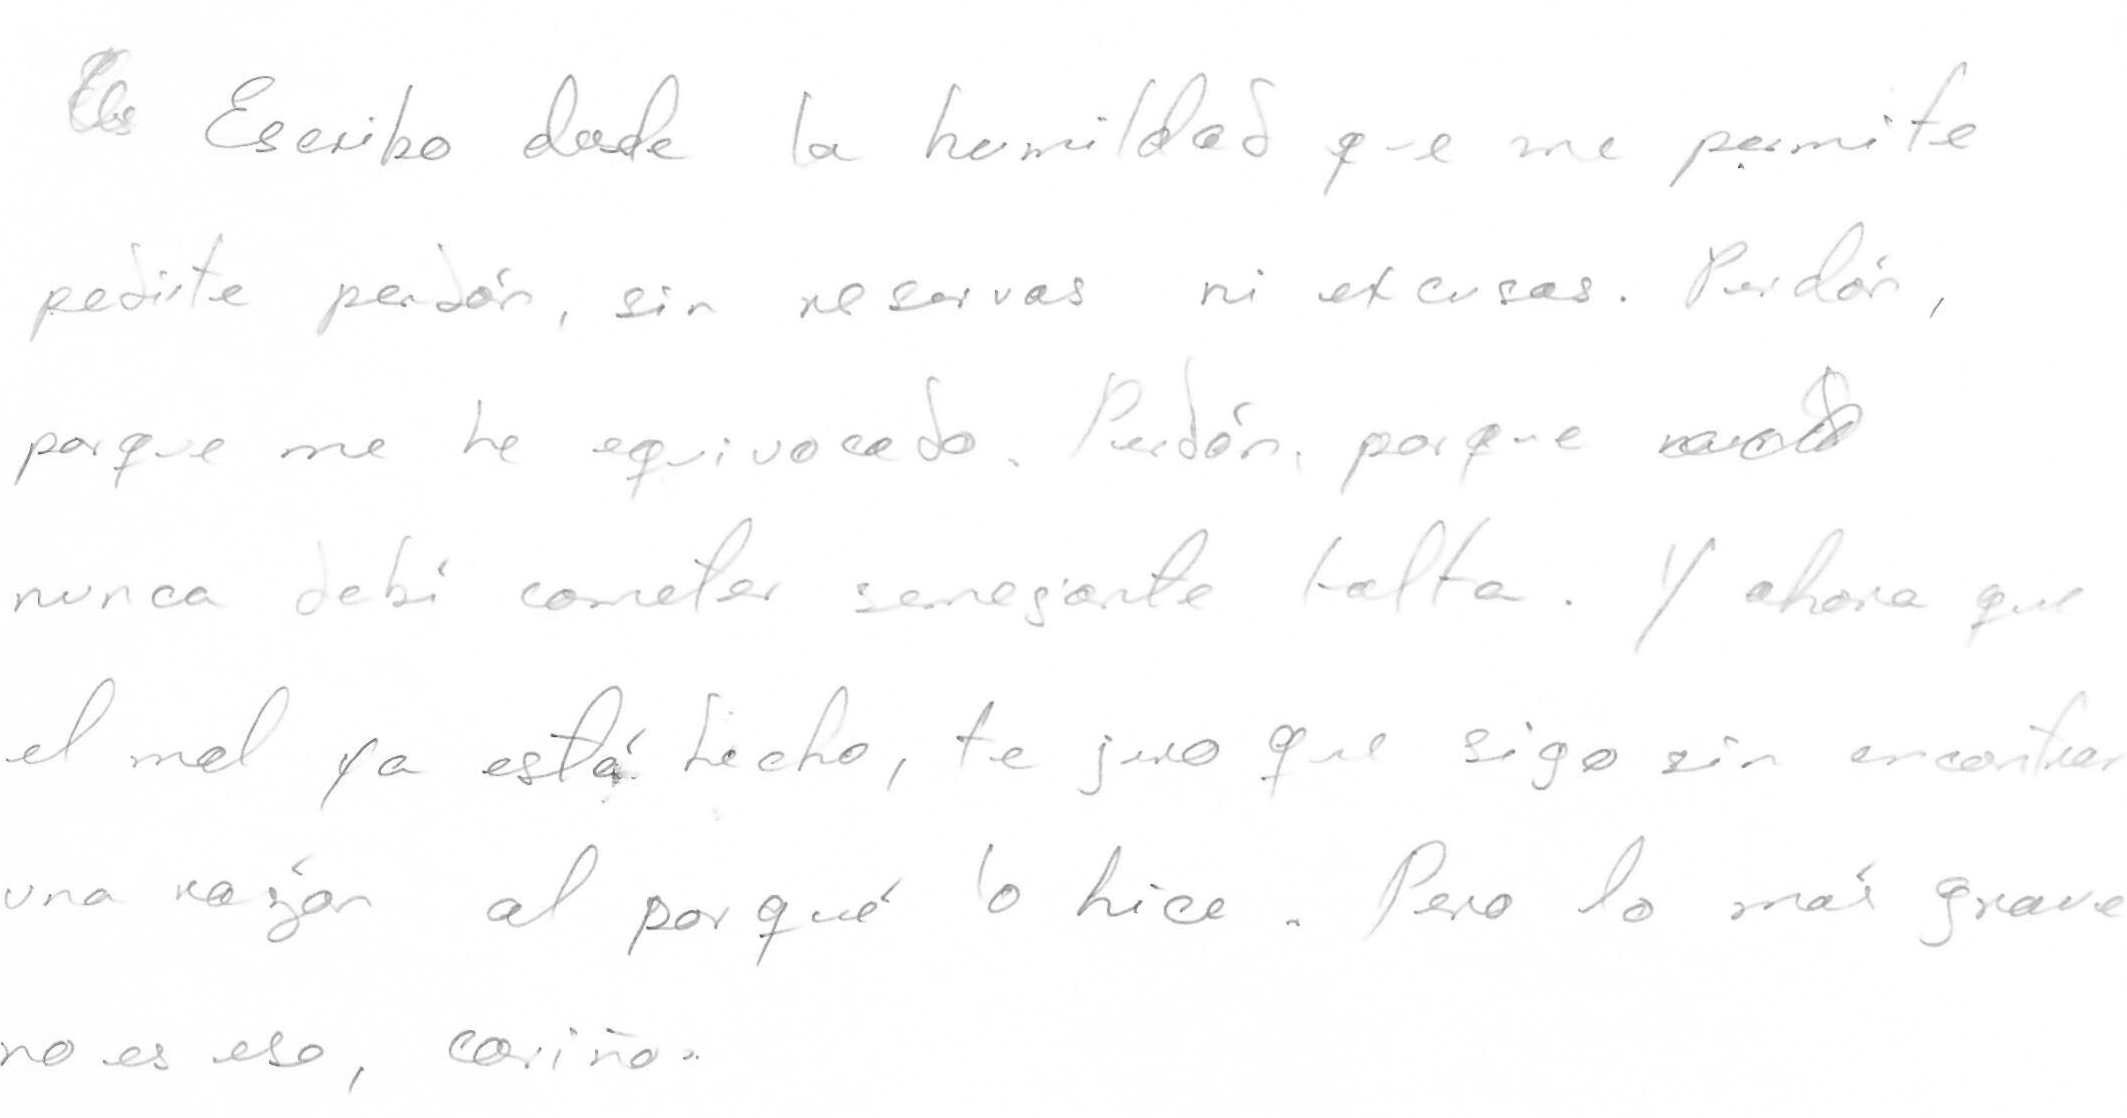 Escribo desde la humildad que me permite
pedirte perdón, sin reservas ni excusas. Perdón,
porque me he equivocado. Perdón, porque
nunca debí cometer semejante falta. Y ahora que
el mal ya está hecho, te juro que sigo sin encontrar
una razón al porqué lo hice. Pero lo más grave
no es eso, cariño.